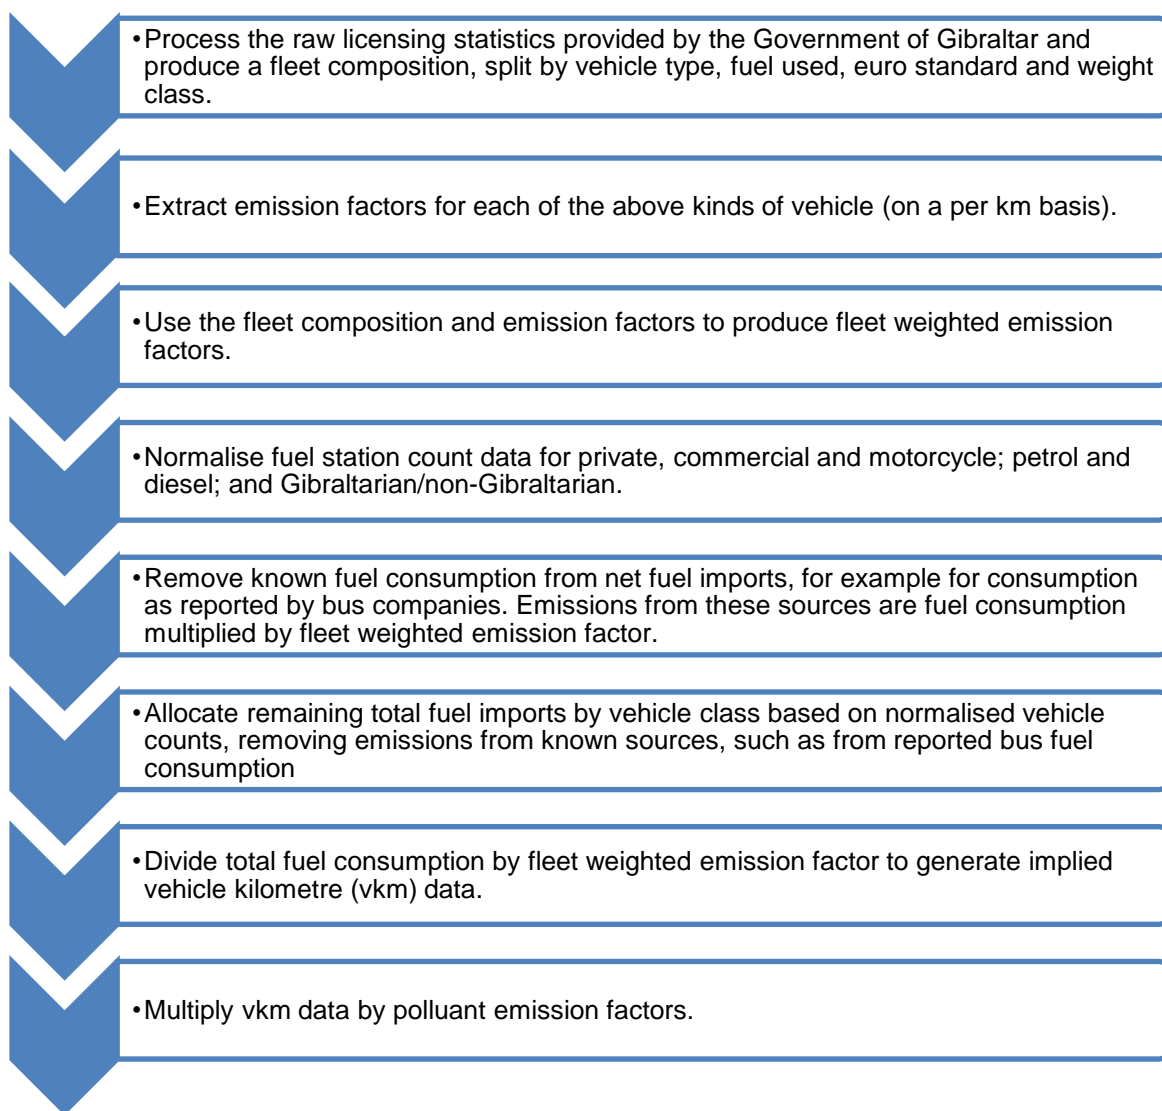 •Process the raw licensing statistics provided by the Government of Gibraltar and
produce a fleet composition, split by vehicle type, fuel used, euro standard and weight
class.
•Extract emission factors for each of the above kinds of vehicle (on a per km basis).
•Use the fleet composition and emission factors to produce fleet weighted emission
factors.
•Normalise fuel station count data for private, commercial and motorcycle; petrol and
diesel; and Gibraltarian/non-Gibraltarian.
•Remove known fuel consumption from net fuel imports, for example for consumption
as reported by bus companies. Emissions from these sources are fuel consumption
multiplied by fleet weighted emission factor.
•Allocate remaining total fuel imports by vehicle class based on normalised vehicle
counts, removing emissions from known sources, such as from reported bus fuel
consumption
•Divide total fuel consumption by fleet weighted emission factor to generate implied
vehicle kilometre (vkm) data.
•Multiply vkm data by polluant emission factors.